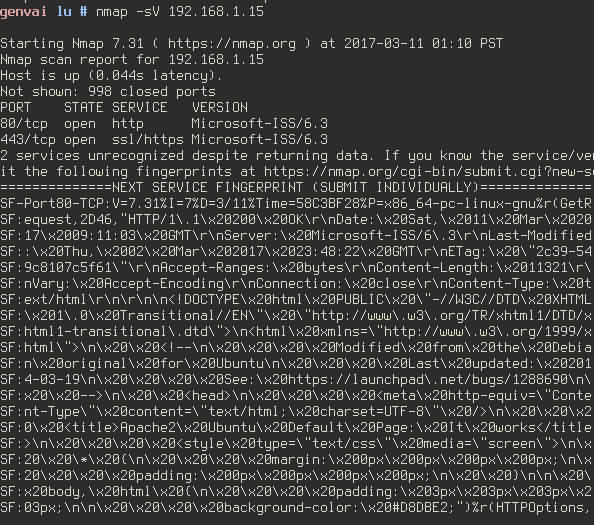 genvai lu # nmap -sV 192.168.1.15
Starting Nmap 7.31 ( https://nmap.org ) at 2017-03-11 01:10 PST
Nmap scan report for 192.168.1.15
Host is up (0.044s latency).
Not shown: 998 closed ports
PORT    STATE SERVICE   VERSION
80/tcp  open  http      Microsoft-ISS/6.3
443/tcp open  ssl/https Microsoft-ISS/6.3
2 services unrecognized despite returning data. If you know the service/ver
it the following fingerprints at https://nmap.org/cgi-bin/submit.cgi?new-s
==============NEXT SERVICE FINGERPRINT (SUBMIT INDIVIDUALLY)==============
SF-Port80-TCP:V=7.31%I=7%D=3/11%Time=58C3BF28%P=x86_64-pc-linux-gnu%r(GetR
SF:equest,2D46,"HTTP/1\.1\x20200\x20OK\r\nDate:\x20Sat,\x2011\x20Mar\x2020
SF:17\x2009:11:03\x20GMT\r\nServer:\x20Microsoft-ISS/6\.3\r\nLast-Modified
SF::\x20Thu,\x2002\x20Mar\x202017\x2023:48:22\x20GMT\r\nETag:\x20\"2c39-54
SF:9c8107c5f61\"\r\nAccept-Ranges:\x20bytes\r\nContent-Length:\x2011321\r\
SF:nVary:\x20Accept-Encoding\r\nConnection:\x20close\r\nContent-Type:\x20t
SF:ext/html\r\n\r\n\r\n<!DOCTYPE\x20html\x20PUBLIC\x20\"-//W3C//DTD\x20XHTML
SF:\x201\.0\x20Transitional//EN\"\x20\"http://www\.w3\.org/TR/xhtml1/DTD/x
SF:html1-transitional\.dtd\">\n<html\x20xmlns=\"http://www\.w3\.org/1999/x
SF:html\">\n\x20\x20<!--\n\x20\x20\x20\x20Modified\x20from\x20the\x20Debia
SF:n\x20original\x20for\x20Ubuntu\n\x20\x20\x20\x20Last\x20updated:\x20201
SF:4-03-19\n\x20\x20\x20\x20See:\x20https://launchpad\.net/bugs/1288690\n\
SF:x20\x20-->\n\x20\x20<head>\n\x20\x20\x20\x20<meta\x20http-equiv=\"Conte
SF:nt-Type\"\x20content=\"text/html;\x20charset=UTF-8\"\x20/>\n\x20\x20\x2
SF:0\x20<title>Apache2\x20Ubuntu\x20Default\x20Page:\x20It\x20works</title
SF:>\n\x20\x20\x20\x20<style\x20type=\"text/css\"\x20media=\"screen\">\n\x
SF:20\x20\*\x20{\n\x20\x20\x20\x20margin:\x200px\x200px\x200px\x200px;\n\x
SF:20\x20\x20\x20padding:\x200px\x200px\x200px\x200px;\n\x20\x20}\n\n\x20\
SF:x20body,\x20html\x20{\n\x20\x20\x20\x20padding:\x203px\x203px\x203px\x2
SF:03px;\n\n\x20\x20\x20\x20background-color:\x20#D8DBE2;")%r(HTTPOptions,